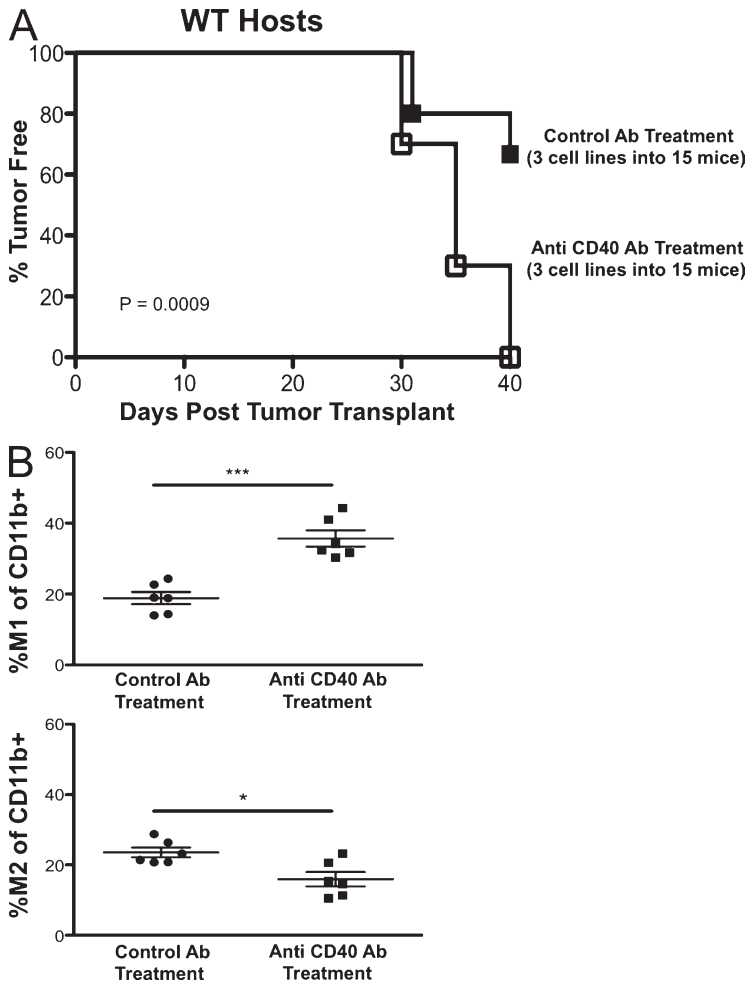 A
WT Hosts
% Tumor Free
100
80
60
40
20
0
P = 0.0009
Control Ab Treatment
(3 cell lines into 15 mice)
Anti CD40 Ab Treatment
(3 cell lines into 15 mice)
0 10 20 30 40
Days Post Tumor Transplant
B
%M1 of CD11b+
60
40
20
0
***
Control Ab
Treatment
Anti CD40 Ab
Treatment
%M2 of CD11b+
60
40
20
0
*
Control Ab
Treatment
Anti CD40 Ab
Treatment